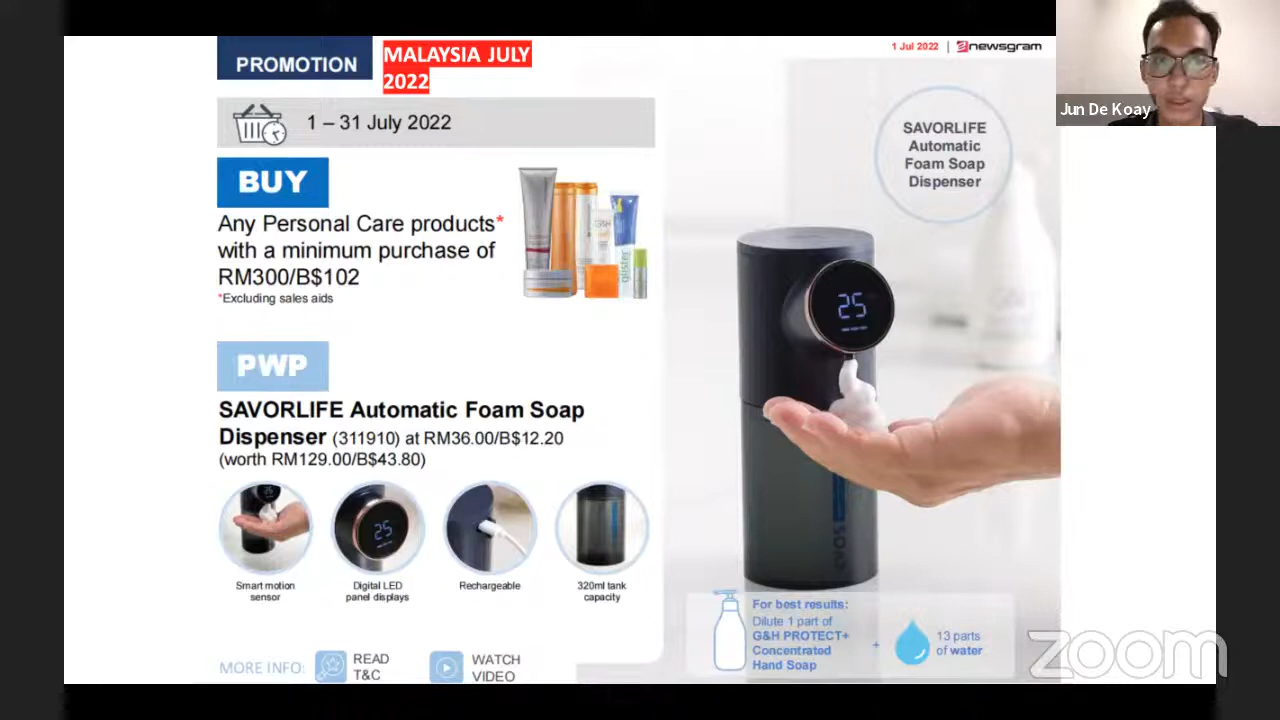 PROMOTION
MALAYSIA JULY
2022
1 Jul 2022 | enewsgram
Jun De Koay
1 – 31 July 2022
BUY
Any Personal Care products*
with a minimum purchase of
RM300/B$102
*Excluding sales aids
glister
SAVORLIFE
Automatic
Foam Soap
Dispenser
25
PWP
SAVORLIFE Automatic Foam Soap
Dispenser (311910) at RM36.00/B$12.20
(worth RM129.00/B$43.80)
25
Smart motion
sensor
Digital LED
panel displays
Rechargeable
320ml tank
capacity
For best results:
Dilute 1 part of
G&H PROTECT+
Concentrated
Hand Soap
+
13 parts
of water
MORE INFO:
READ
T&C
WATCH
VIDEO
zoom